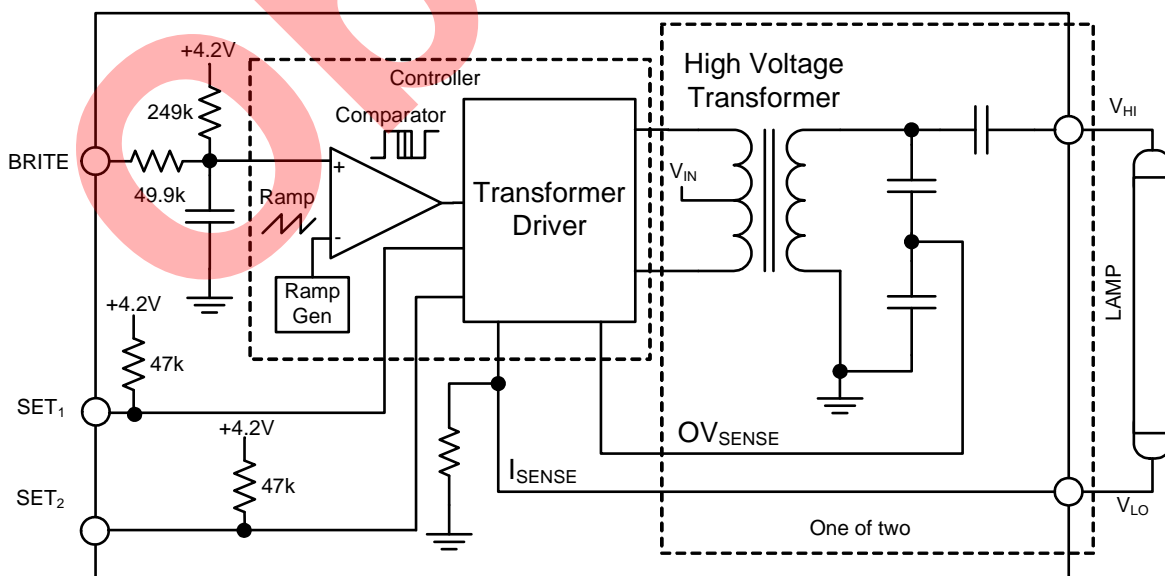 High Voltage
Transformer
V_HI
+4.2V
Controller
249k
Comparator
BRITE
+
49.9k
Ramp
-
Ramp
Gen
Transformer
Driver
V_IN
LAMP
+4.2V
47k
SET_1
+4.2V
47k
SET_2
OV_SENSE
I_SENSE
V_LO
One of two